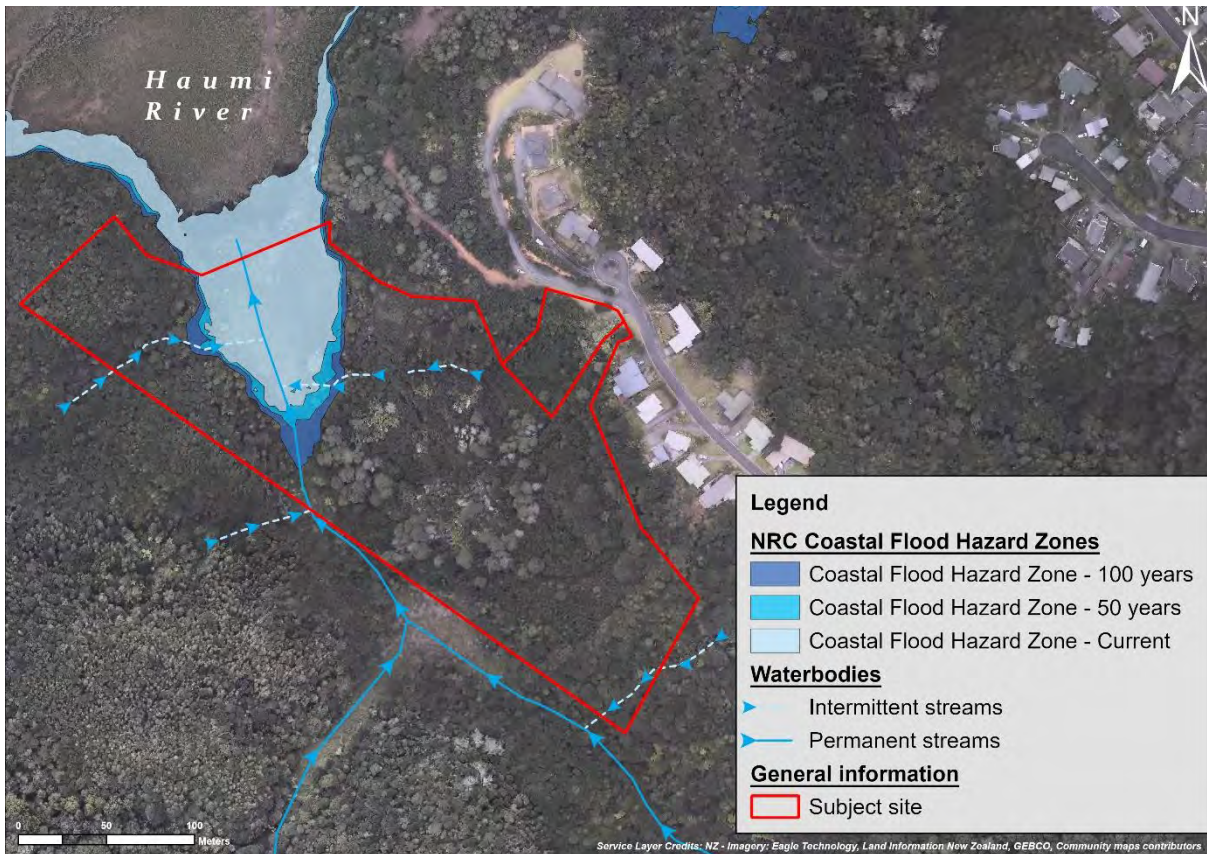 Haumi
River
N
Legend
NRC Coastal Flood Hazard Zones
Coastal Flood Hazard Zone - 100 years
Coastal Flood Hazard Zone - 50 years
Coastal Flood Hazard Zone - Current
Waterbodies
Intermittent streams
Permanent streams
General information
Subject site
0 50 100
Meters
Service Layer Credits: NZ - Imagery: Eagle Technology, Land Information New Zealand, GEBCO, Community maps contributors